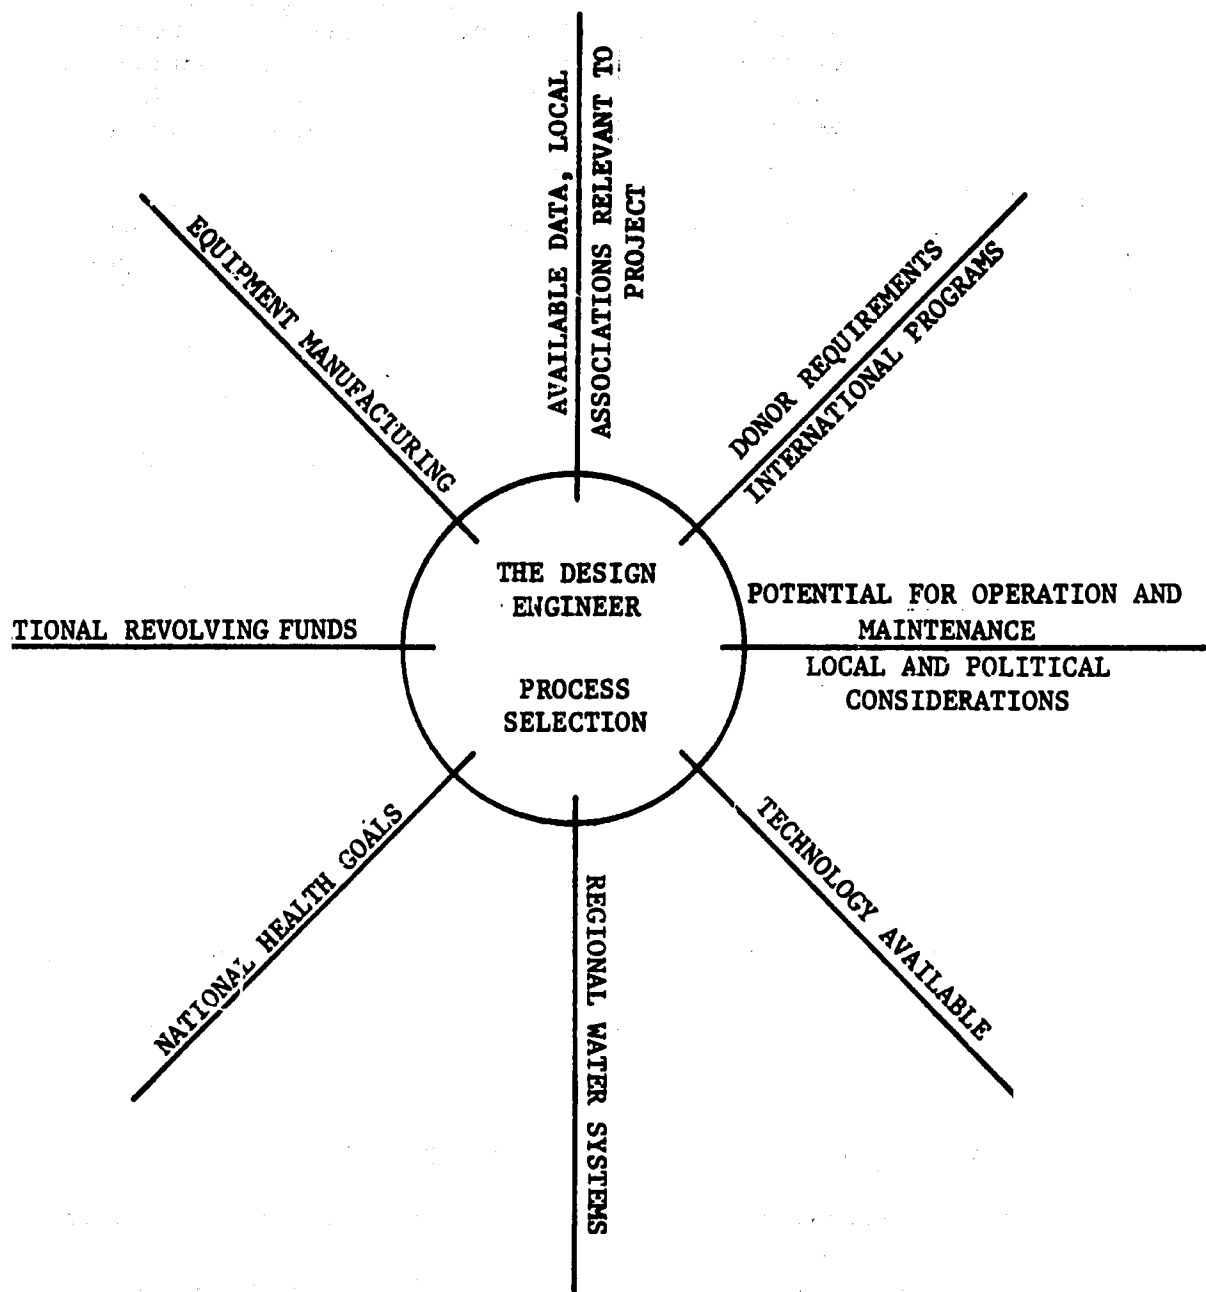 AVAILABLE DATA, LOCAL
ASSOCIATIONS RELEVANT TO
PROJECT
EQUIPMENT MANUFACTURING
DONOR REQUIREMENTS
INTERNATIONAL PROGRAMS
THE DESIGN
ENGINEER
PROCESS
SELECTION
TIONAL REVOLVING FUNDS
POTENTIAL FOR OPERATION AND
MAINTENANCE
LOCAL AND POLITICAL
CONSIDERATIONS
NATIONAL HEALTH GOALS
REGIONAL WATER SYSTEMS
TECHNOLOGY AVAILABLE